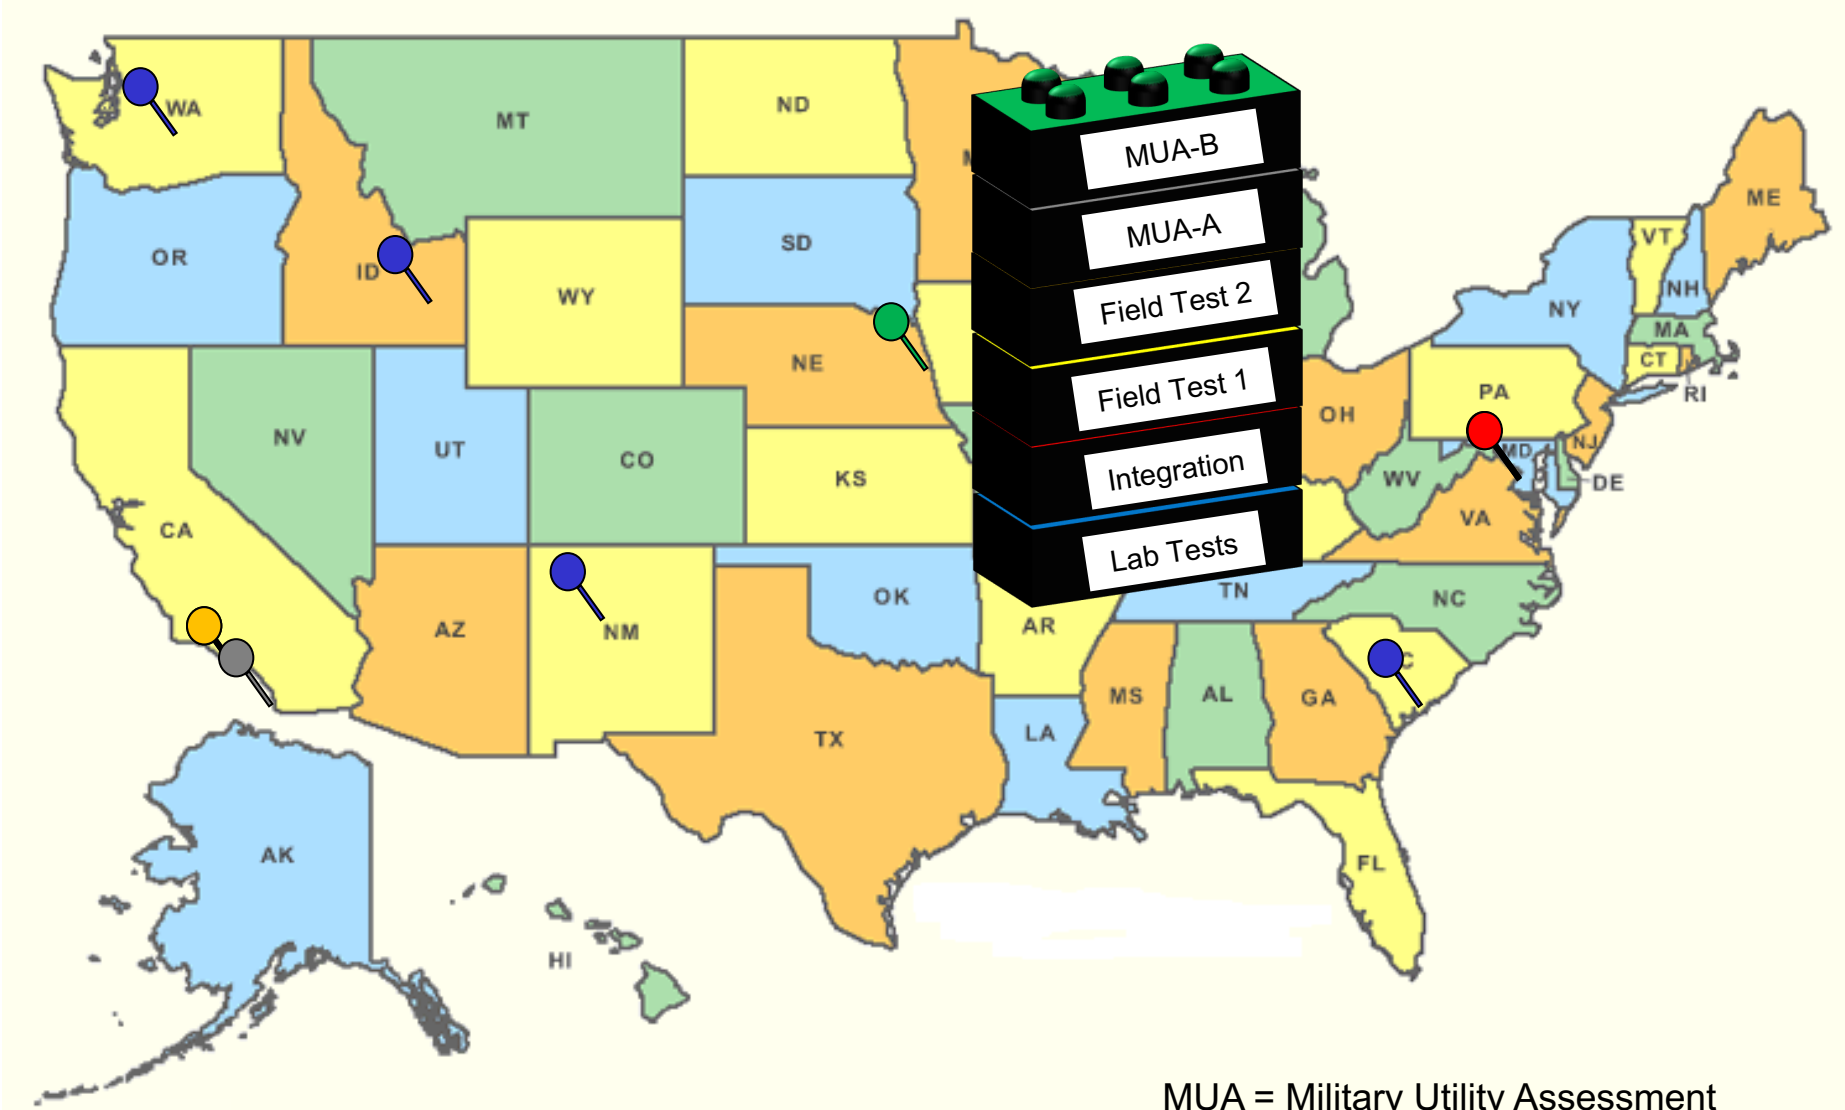 WA
MT
ND
ME
OR
ID
SD
WY
NE
NV
UT
CO
KS
CA
AZ
NM
OK
TX
AR
LA
MS
AL
GA
TN
NC
FL
AK
HI
OH
WV
VA
PA
NY
VT
NH
MA
CT
RI
NJ
MD
DE
MUA-B
MUA-A
Field Test 2
Field Test 1
Integration
Lab Tests
MUA = Military Utility Assessment